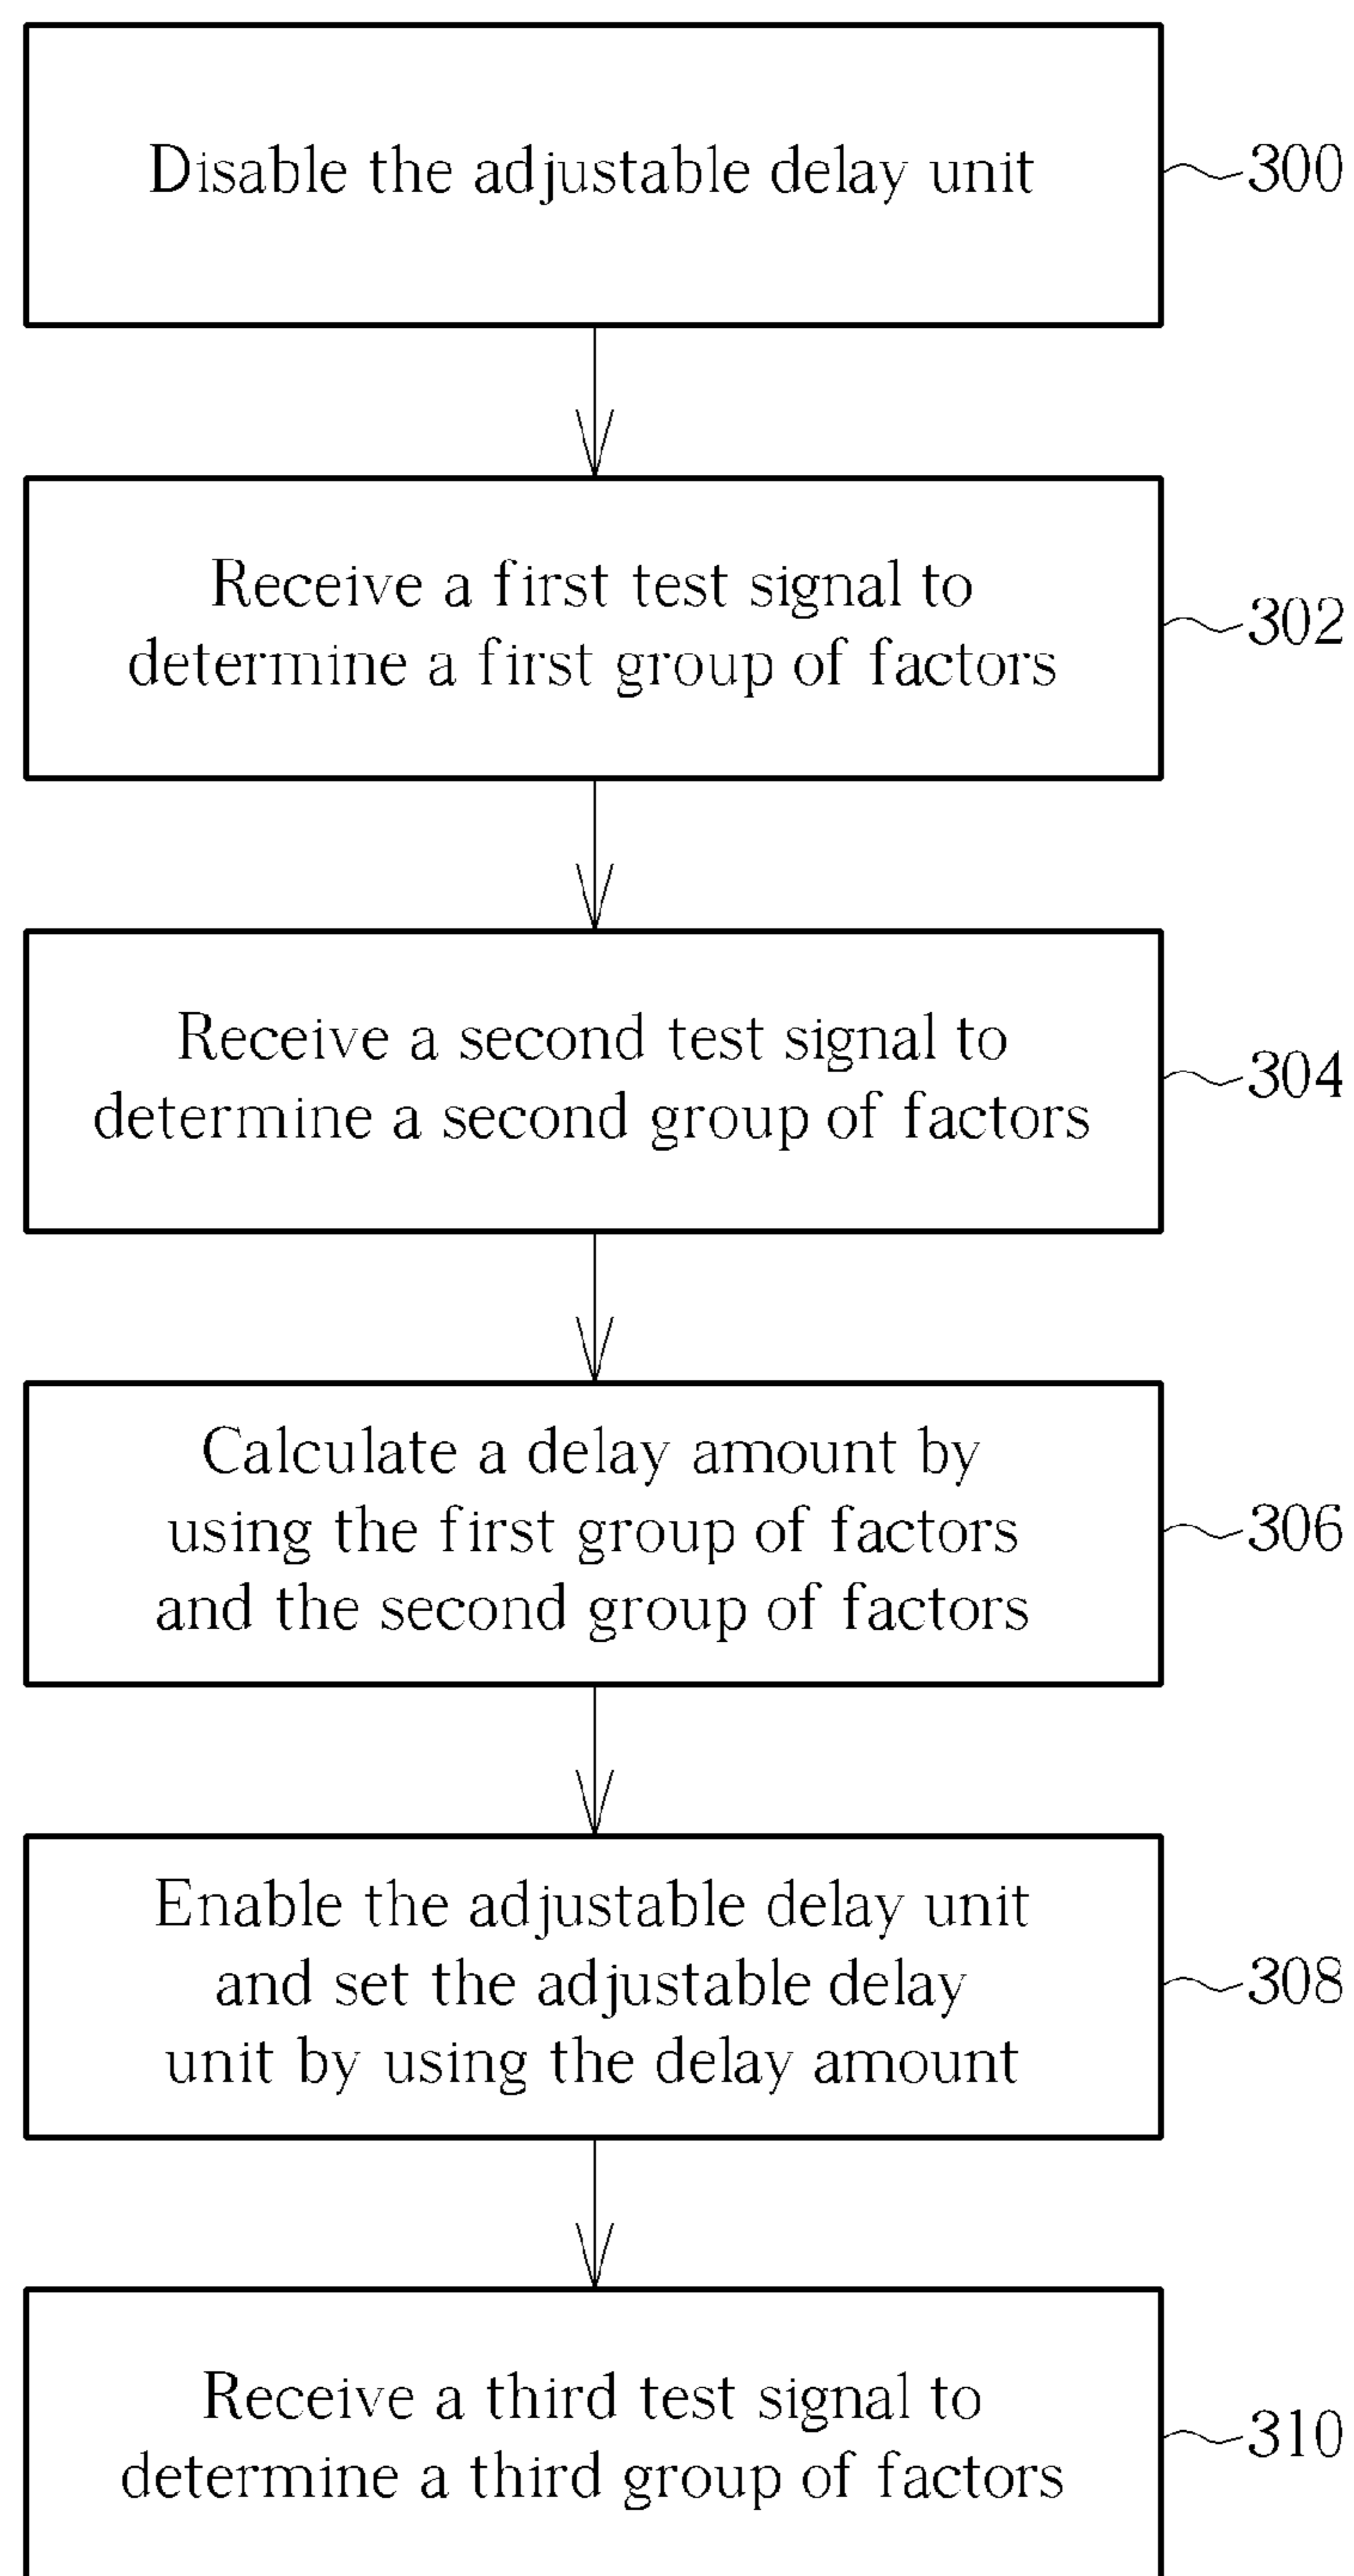 Disable the adjustable delay unit
300
Receive a first test signal to
determine a first group of factors
302
Receive a second test signal to
determine a second group of factors
304
Calculate a delay amount by
using the first group of factors
and the second group of factors
306
Enable the adjustable delay unit
and set the adjustable delay
unit by using the delay amount
308
Receive a third test signal to
determine a third group of factors
310